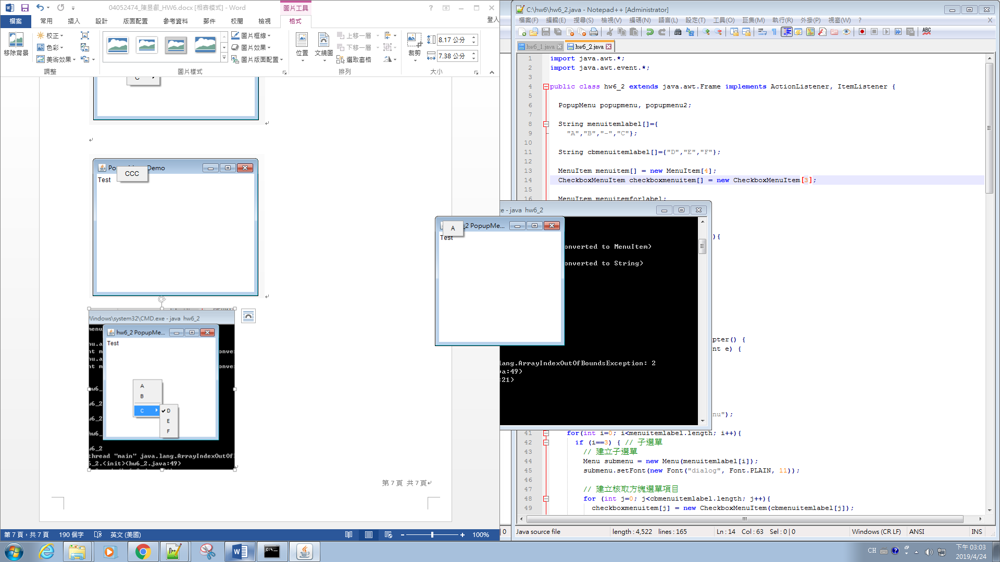 04052474_陳昱叡_HW6.docx [相容模式] - Word
圖片工具
檔案
常用
插入
設計
版面配置
參考資料
郵件
校閱
檢視
格式
登入
移除背景
校正
色彩
美術效果
調整
圖片樣式
圖片框線
圖片效果
圖片版面配置
位置
文繞圖
上移一層
下移一層
選取窗格
排列
裁剪
8.17 公分
7.38 公分
大小
C
Demo
CCC
Test
Windows\system32\CMD.exe - java hw6_2
hw6_2 PopupMe...
Test
A
B
C
D
E
F
thread "main" java.lang.ArrayIndexOutOf
.<init>(hw6_2.java:49)
第 7 頁 共 7 頁
第 7 頁，共 7 頁
190 個字
英文 (美國)
100%
_2 PopupMe...
A
Test
- java hw6_2
onverted to MenuItem)
onverted to String)
lang.ArrayIndexOutOfBoundsException: 2
va:49)
:21)
C:\hw6\hw6_2.java - Notepad++ [Administrator]
檔案(F) 編輯(E) 搜尋(S) 檢視(V) 編碼(N) 語言(L) 設定(T) 工具(O) 巨集(M) 執行(R) 外掛(P) 視窗(W) ?
X
hw6_1.java
hw6_2.java
1 import java.awt.*;
2 import java.awt.event.*;
3
4 public class hw6_2 extends java.awt.Frame implements ActionListener, ItemListener {
5
6 PopupMenu popupmenu, popupmenu2;
7
8 String menuitemlabel[]={
9 "A","B","-","C"};
10
11 String cbmenuitemlabel[]={"D","E","F"};
12
13 MenuItem menuitem[] = new MenuItem[4];
14 CheckboxMenuItem checkboxmenuitem[] = new CheckboxMenuItem[3];
15
16 MenuItem menuitemforlabel;
){
pter() {
nt e) {
nu");
41 for(int i=0; i<menuitemlabel.length; i++){
42 if (i==3) { // 子選單
43 // 建立子選單
44 Menu submenu = new Menu(menuitemlabel[i]);
45 submenu.setFont(new Font("dialog", Font.PLAIN, 11));
46
47 // 建立核取方塊選單項目
48 for (int j=0; j<cbmenuitemlabel.length; j++){
49 checkboxmenuitem[j] = new CheckboxMenuItem(cbmenuitemlabel[j]);
| 0
Java source file
length : 4,522 lines : 165
Ln : 14 Col : 63 Sel : 0 | 0
Windows (CR LF)
ANSI
INS
CH
下午 03:03
2019/4/24